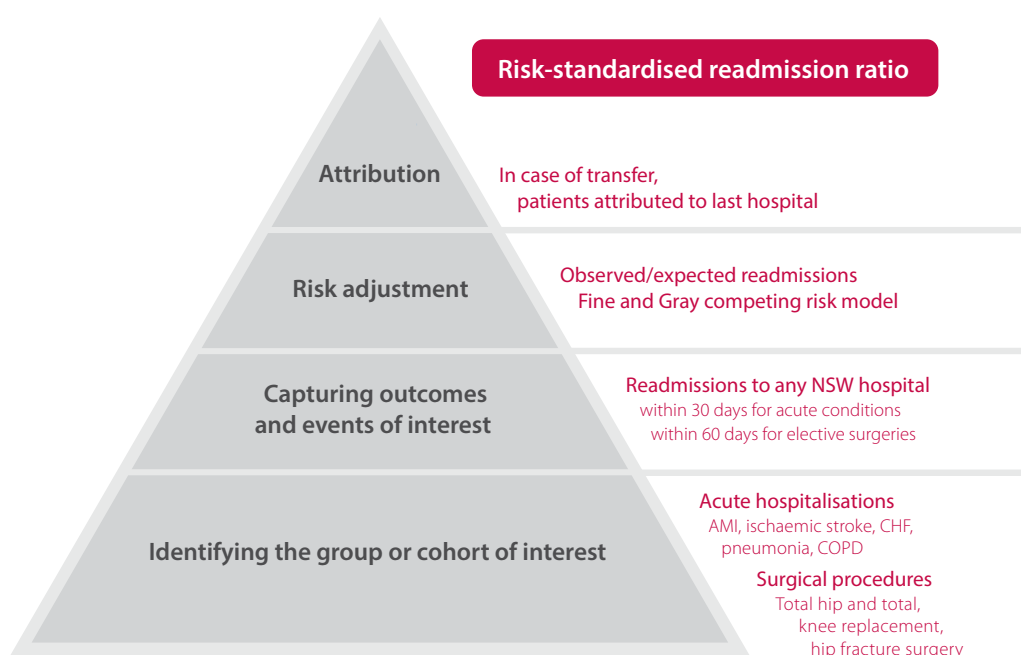 Risk-standardised readmission ratio
Attribution
In case of transfer,
patients attributed to last hospital
Risk adjustment
Observed/expected readmissions
Fine and Gray competing risk model
Capturing outcomes
and events of interest
Readmissions to any NSW hospital
within 30 days for acute conditions
within 60 days for elective surgeries
Identifying the group or cohort of interest
Acute hospitalisations
AMI, ischaemic stroke, CHF,
pneumonia, COPD
Surgical procedures
Total hip and total,
knee replacement,
hip fracture surgery